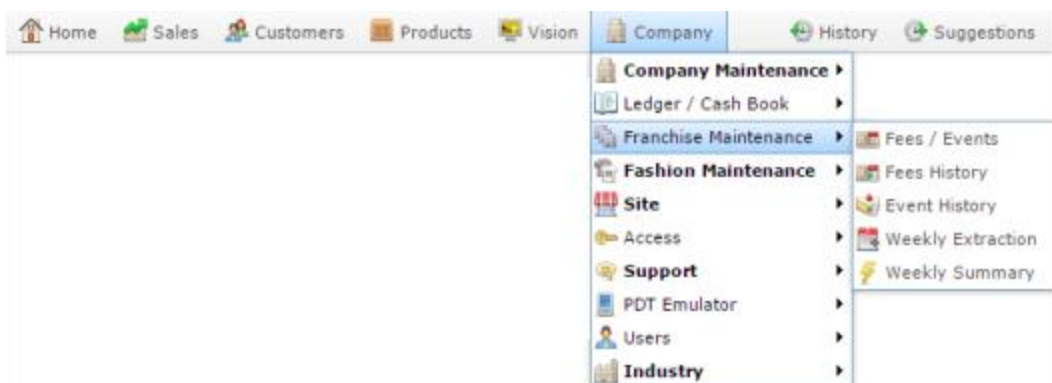 Home Sales Customers Products Vision Company History Suggestions
Company Maintenance
Ledger / Cash Book
Franchise Maintenance Fees / Events
Fashion Maintenance Fees History
Site Event History
Access Weekly Extraction
Support Weekly Summary
PDT Emulator
Users
Industry